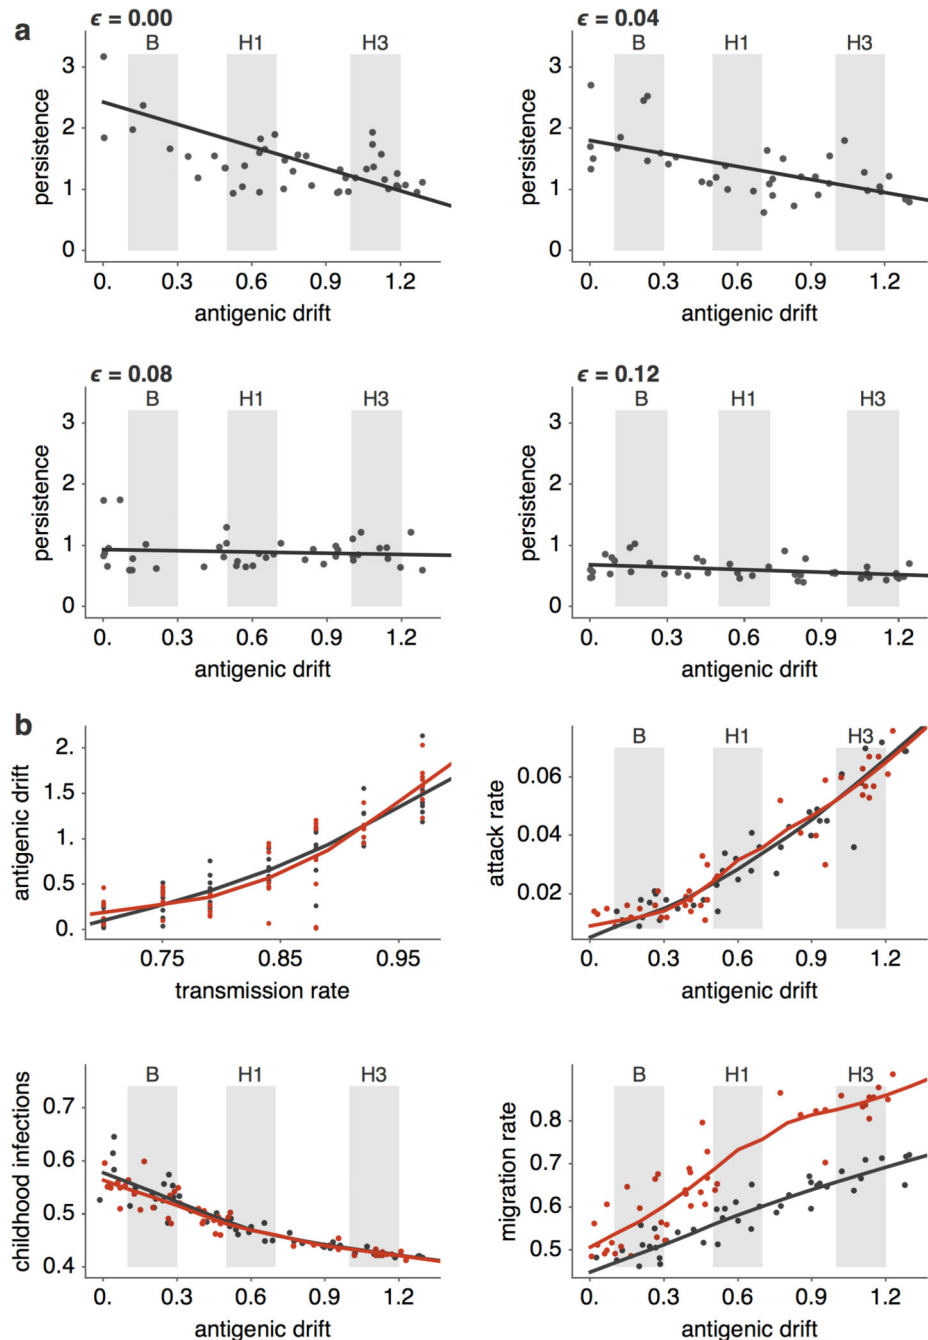 a
ϵ = 0.00
B H1 H3
persistence
3
2
1
0
0. 0.3 0.6 0.9 1.2
antigenic drift
ϵ = 0.04
B H1 H3
persistence
3
2
1
0
0. 0.3 0.6 0.9 1.2
antigenic drift
ϵ = 0.08
B H1 H3
persistence
3
2
1
0
0. 0.3 0.6 0.9 1.2
antigenic drift
ϵ = 0.12
B H1 H3
persistence
3
2
1
0
0. 0.3 0.6 0.9 1.2
antigenic drift
b
antigenic drift
2.
1.5
1.
0.5
0.
0.75 0.85 0.95
transmission rate
B H1 H3
attack rate
0.06
0.04
0.02
0. 0.3 0.6 0.9 1.2
antigenic drift
B H1 H3
childhood infections
0.7
0.6
0.5
0.4
0. 0.3 0.6 0.9 1.2
antigenic drift
B H1 H3
migration rate
0.8
0.7
0.6
0.5
0. 0.3 0.6 0.9 1.2
antigenic drift